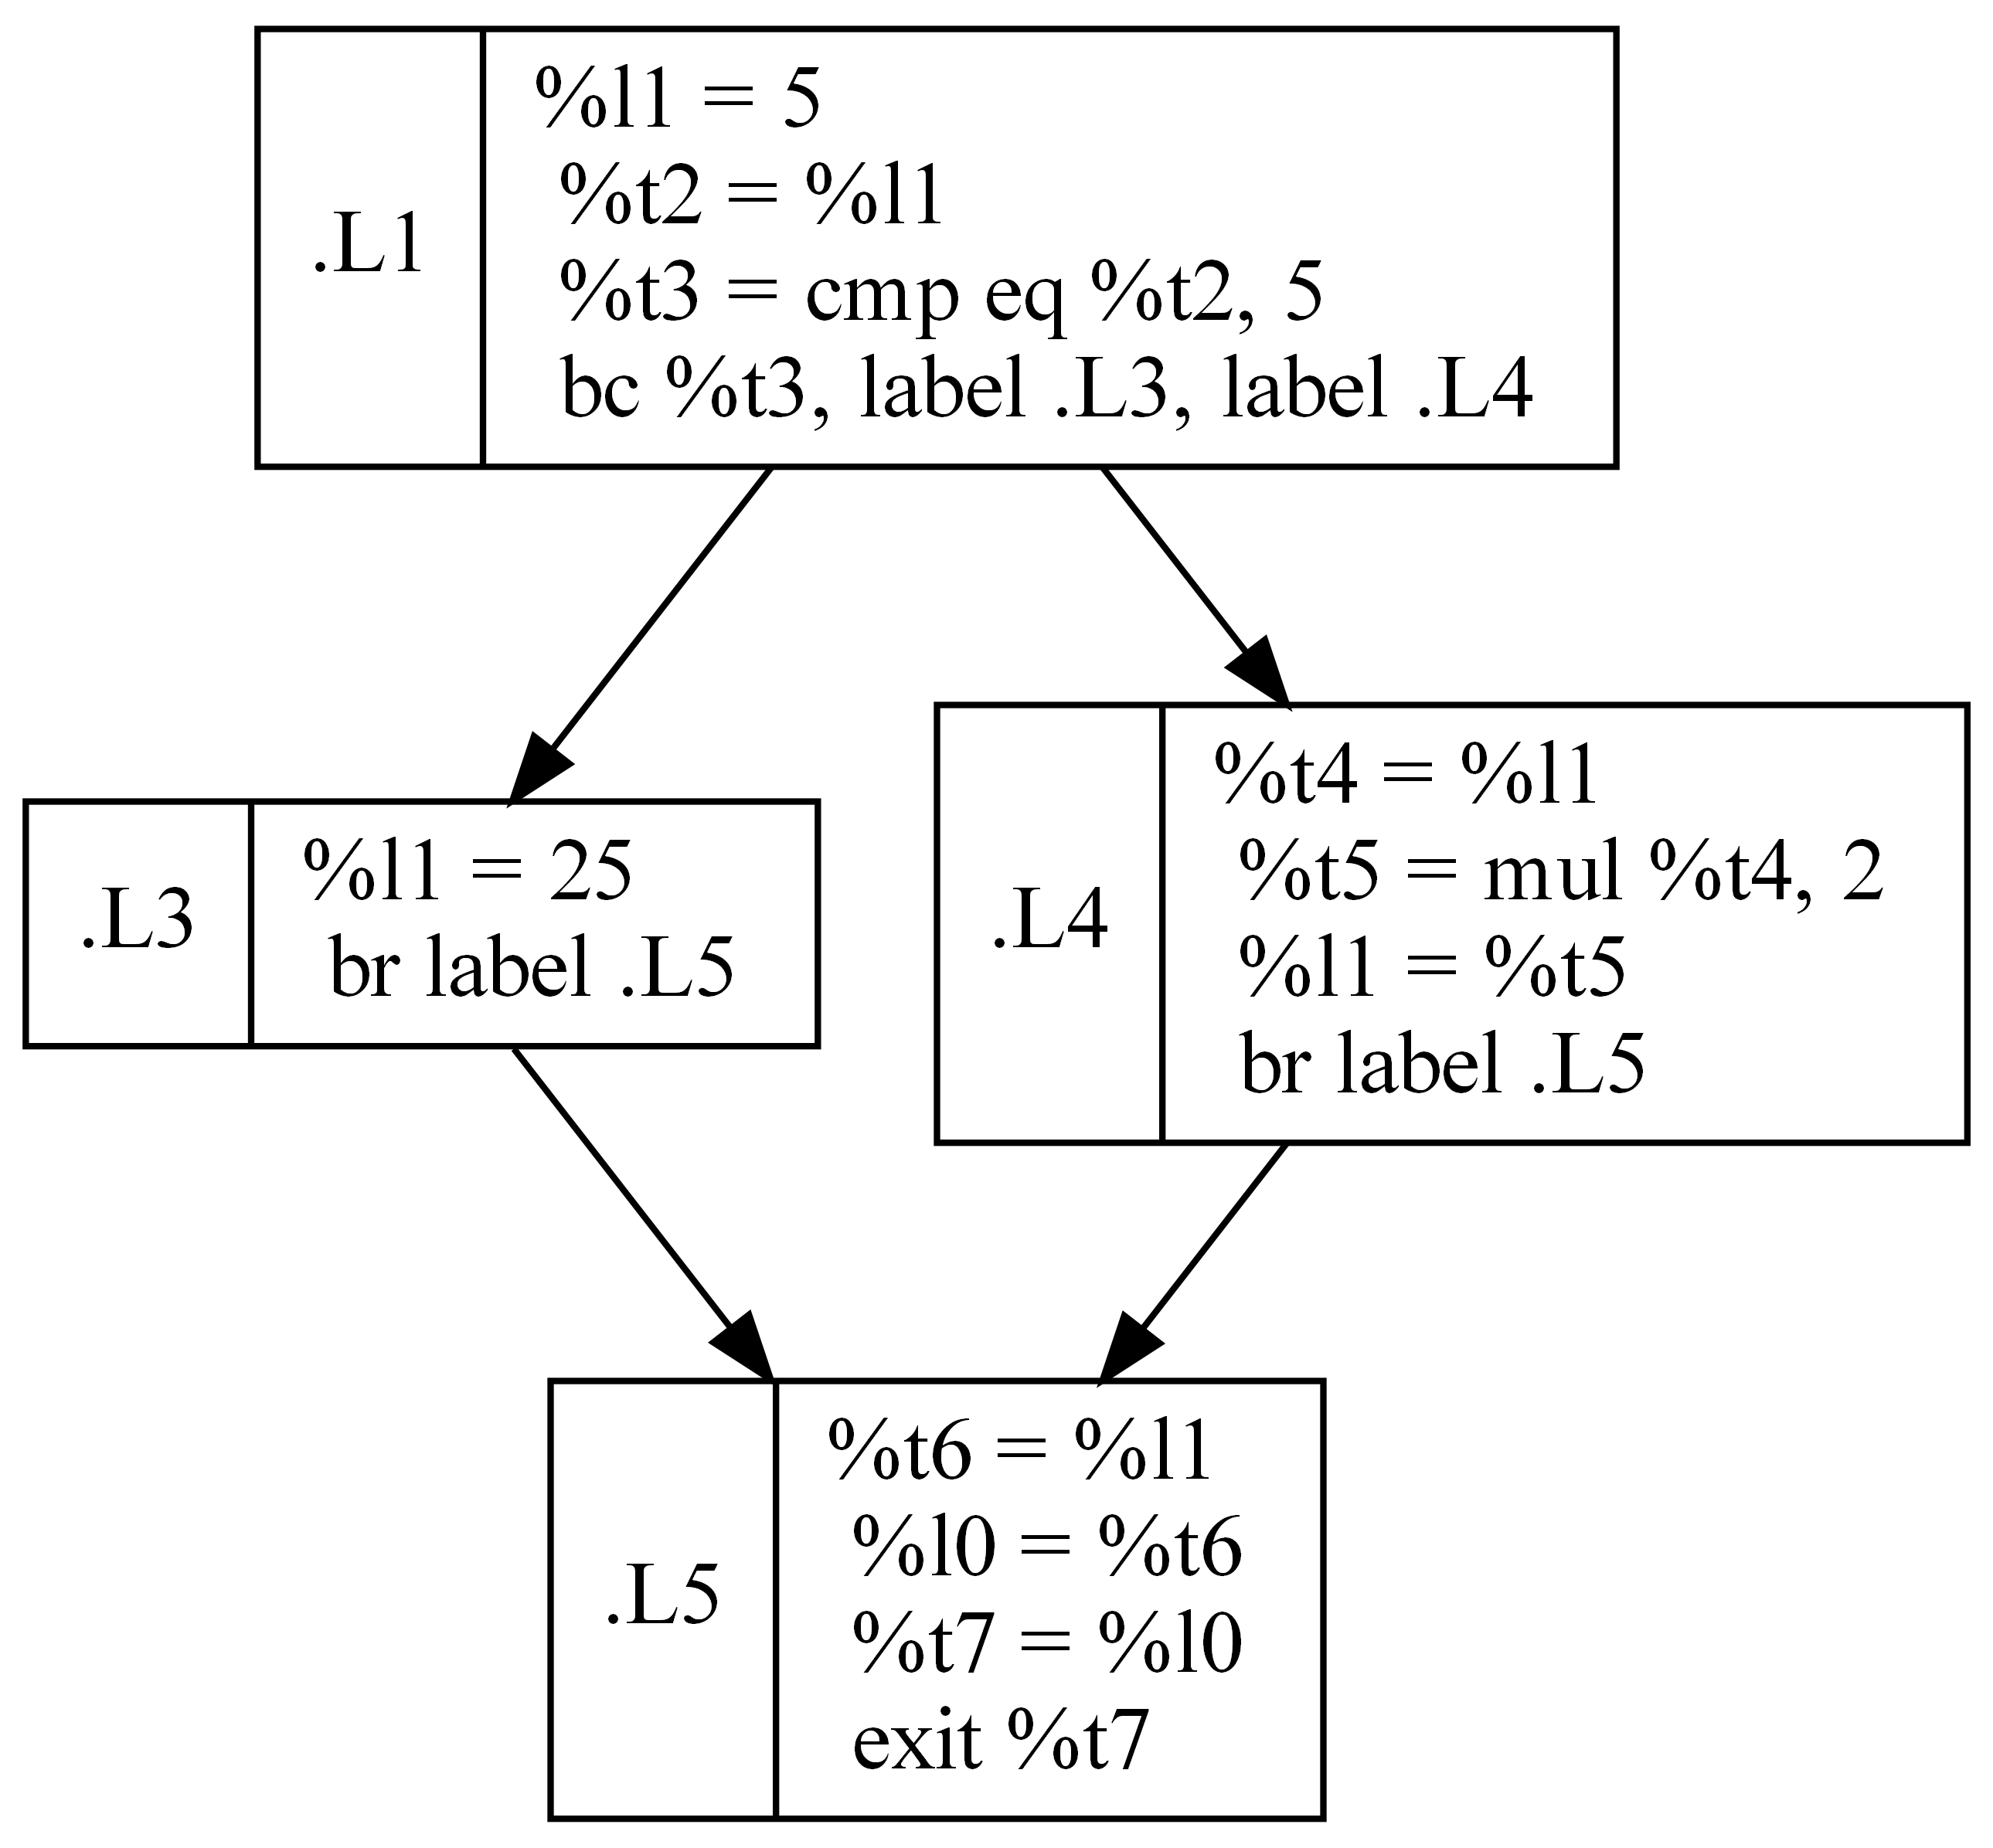 .L1
%l1 = 5
%t2 = %l1
%t3 = cmp eq %t2, 5
bc %t3, label .L3, label .L4
.L3
%l1 = 25
br label .L5
.L4
%t4 = %l1
%t5 = mul %t4, 2
%l1 = %t5
br label .L5
.L5
%t6 = %l1
%l0 = %t6
%t7 = %l0
exit %t7